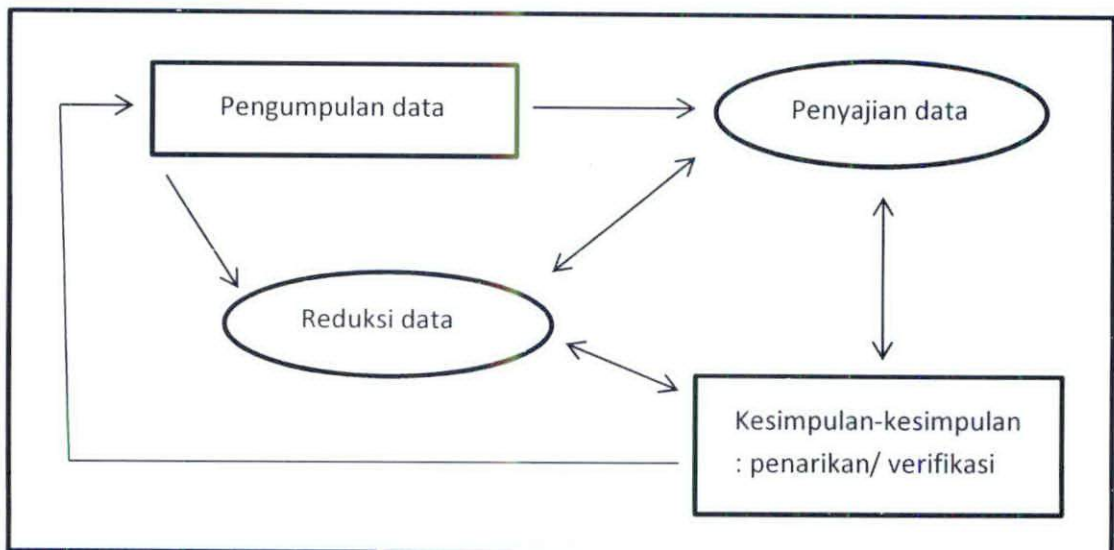 Pengumpulan data
Penyajian data
Reduksi data
Kesimpulan-kesimpulan
: penarikan/ verifikasi